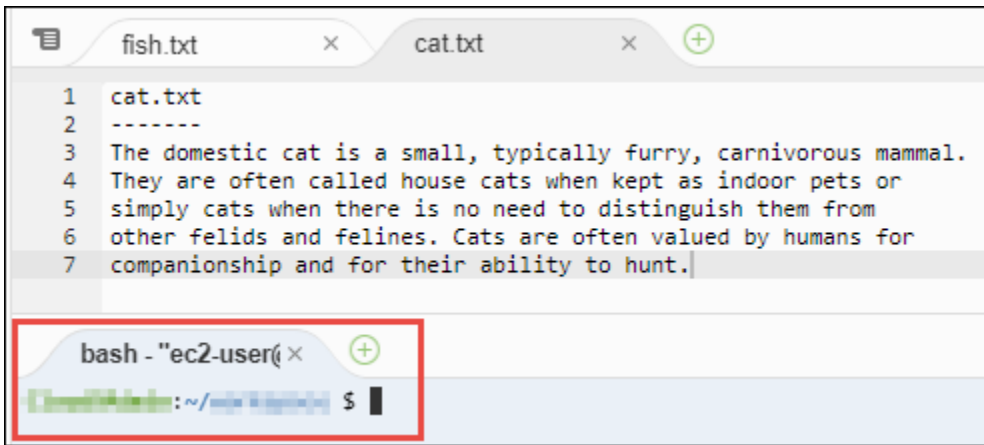 fish.txt
cat.txt
1 cat.txt
2 -------
3 The domestic cat is a small, typically furry, carnivorous mammal.
4 They are often called house cats when kept as indoor pets or
5 simply cats when there is no need to distinguish them from
6 other felids and felines. Cats are often valued by humans for
7 companionship and for their ability to hunt.
bash - "ec2-user(
:~/ $